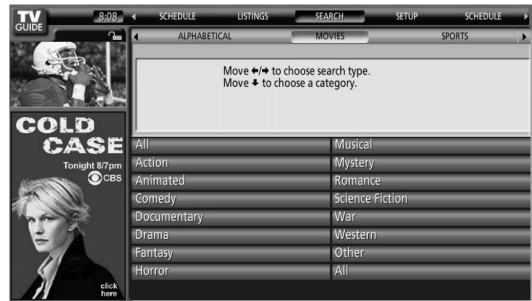 TV
GUIDE
8:08
SCHEDULE LISTINGS SEARCH SETUP SCHEDULE
ALPHABETICAL MOVIES SPORTS
Move ←/→ to choose search type.
Move ↓ to choose a category.
COLD
CASE
Tonight 8/7pm
CBS
click
here
All Musical
Action Mystery
Animated Romance
Comedy Science Fiction
Documentary War
Drama Western
Fantasy Other
Horror All